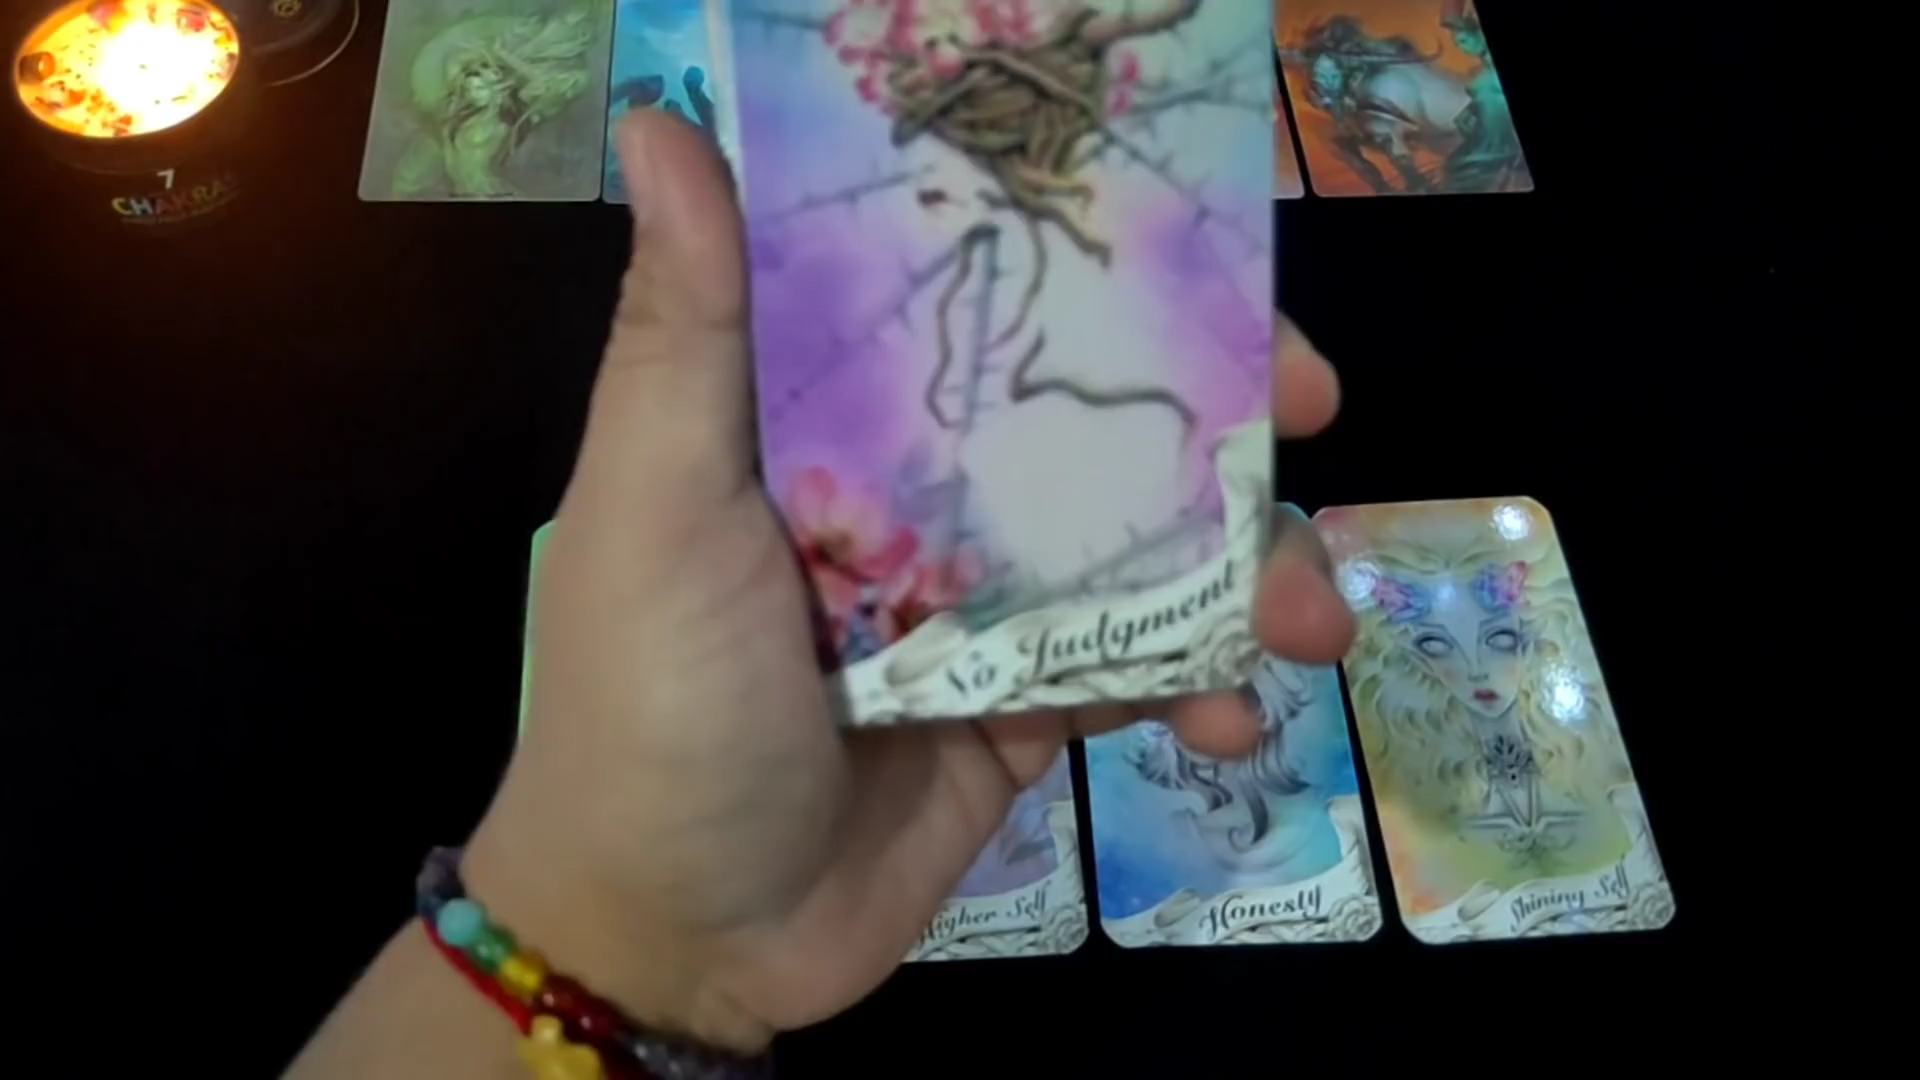 7
CHAKRA
No Judgment
Higher Self
Honesty
Shining Self